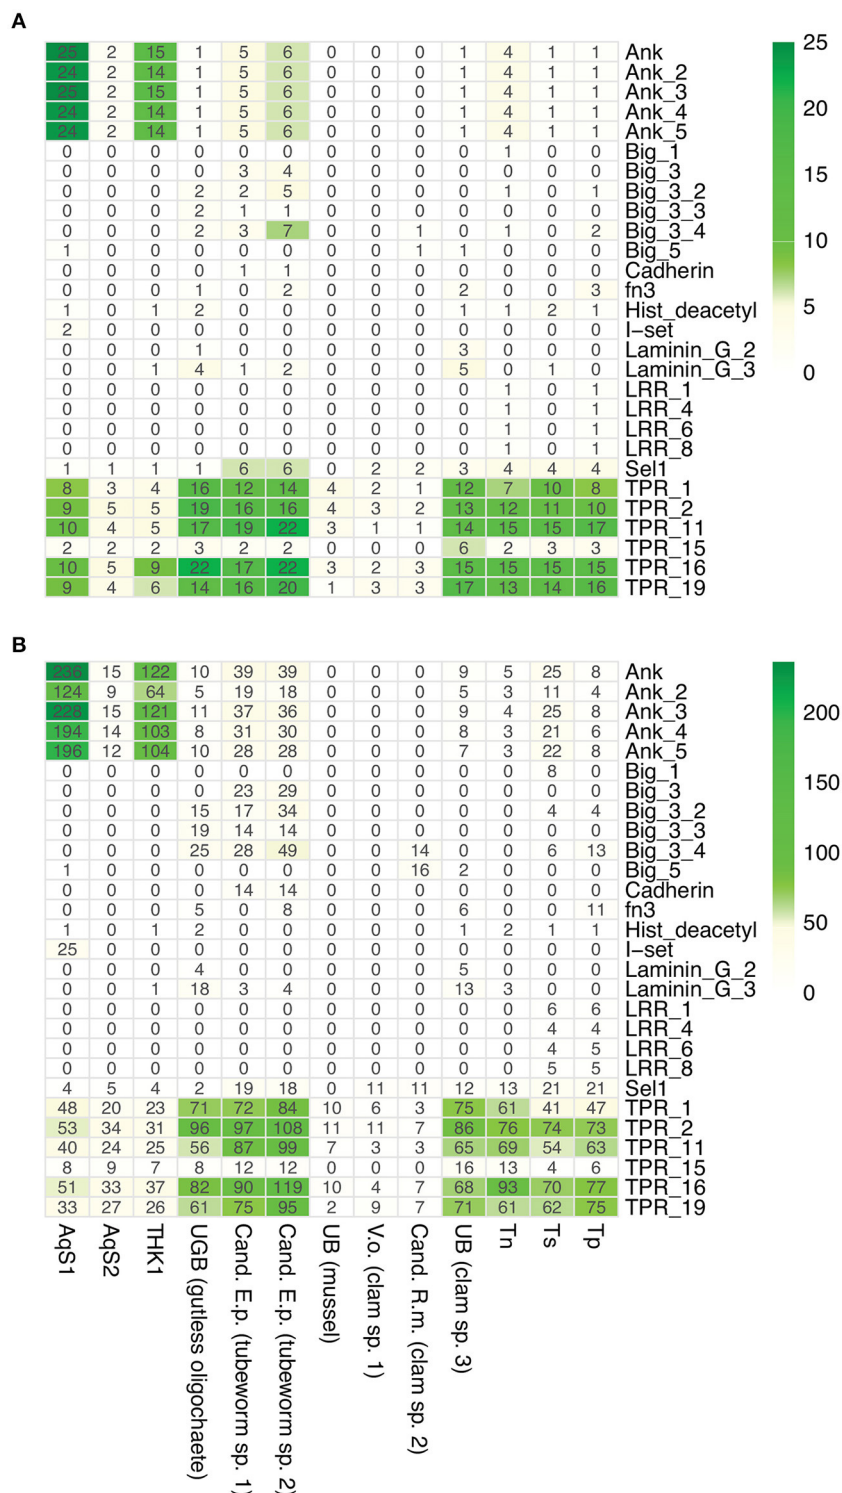 A
25 2 15 1 5 6 0 0 0 1 4 1 1 Ank
24 2 14 1 5 6 0 0 0 1 4 1 1 Ank_2
25 2 15 1 5 6 0 0 0 1 4 1 1 Ank_3
24 2 14 1 5 6 0 0 0 1 4 1 1 Ank_4
24 2 14 1 5 6 0 0 0 1 4 1 1 Ank_5
0 0 0 0 0 0 0 0 0 0 1 0 0 Big_1
0 0 0 0 3 4 0 0 0 0 0 0 0 Big_3
0 0 0 2 2 5 0 0 0 0 1 0 1 Big_3_2
0 0 0 2 1 1 0 0 0 0 0 0 0 Big_3_3
0 0 0 2 3 7 0 0 1 0 1 0 2 Big_3_4
1 0 0 0 0 0 0 0 1 1 0 0 0 Big_5
0 0 0 0 1 1 0 0 0 0 0 0 0 Cadherin
0 0 0 1 0 2 0 0 0 2 0 0 3 fn3
1 0 1 2 0 0 0 0 0 1 1 2 1 Hist_deacetyl
2 0 0 0 0 0 0 0 0 0 0 0 0 I−set
0 0 0 1 0 0 0 0 0 3 0 0 0 Laminin_G_2
0 0 1 4 1 2 0 0 0 5 0 1 0 Laminin_G_3
0 0 0 0 0 0 0 0 0 0 1 0 1 LRR_1
0 0 0 0 0 0 0 0 0 0 1 0 1 LRR_4
0 0 0 0 0 0 0 0 0 0 1 0 1 LRR_6
0 0 0 0 0 0 0 0 0 0 1 0 1 LRR_8
1 1 1 1 6 6 0 2 2 3 4 4 4 Sel1
8 3 4 16 12 14 4 2 1 12 7 10 8 TPR_1
9 5 5 19 16 16 4 3 2 13 12 11 10 TPR_2
10 4 5 17 19 22 3 1 1 14 15 15 17 TPR_11
2 2 2 3 2 2 0 0 0 6 2 3 3 TPR_15
10 5 9 22 17 22 3 2 3 15 15 15 15 TPR_16
9 4 6 14 16 20 1 3 3 17 13 14 16 TPR_19
25
20
15
10
5
0
B
236 15 122 10 39 39 0 0 0 9 5 25 8 Ank
124 9 64 5 19 18 0 0 0 5 3 11 4 Ank_2
228 15 121 11 37 36 0 0 0 9 4 25 8 Ank_3
194 14 103 8 31 30 0 0 0 8 3 21 6 Ank_4
196 12 104 10 28 28 0 0 0 7 3 22 8 Ank_5
0 0 0 0 0 0 0 0 0 0 0 8 0 Big_1
0 0 0 0 23 29 0 0 0 0 0 0 0 Big_3
0 0 0 15 17 34 0 0 0 0 0 4 4 Big_3_2
0 0 0 19 14 14 0 0 0 0 0 0 0 Big_3_3
0 0 0 25 28 49 0 0 14 0 0 6 13 Big_3_4
1 0 0 0 0 0 0 0 16 2 0 0 0 Big_5
0 0 0 0 14 14 0 0 0 0 0 0 0 Cadherin
0 0 0 5 0 8 0 0 0 6 0 0 11 fn3
1 0 1 2 0 0 0 0 0 1 2 1 1 Hist_deacetyl
25 0 0 0 0 0 0 0 0 0 0 0 0 I−set
0 0 0 4 0 0 0 0 0 5 0 0 0 Laminin_G_2
0 0 1 18 3 4 0 0 0 13 3 0 0 Laminin_G_3
0 0 0 0 0 0 0 0 0 0 0 6 6 LRR_1
0 0 0 0 0 0 0 0 0 0 0 4 4 LRR_4
0 0 0 0 0 0 0 0 0 0 0 4 5 LRR_6
0 0 0 0 0 0 0 0 0 0 0 5 5 LRR_8
4 5 4 2 19 18 0 11 11 12 13 21 21 Sel1
48 20 23 71 72 84 10 6 3 75 61 41 47 TPR_1
53 34 31 96 97 108 11 11 7 86 76 74 73 TPR_2
40 24 25 56 87 99 7 3 3 65 69 54 63 TPR_11
8 9 7 8 12 12 0 0 0 16 13 4 6 TPR_15
51 33 37 82 90 119 10 4 7 68 93 70 77 TPR_16
33 27 26 61 75 95 2 9 7 71 61 62 75 TPR_19
200
150
100
50
0
AqS1
AqS2
THK1
UGB (gutless oligochaete)
Cand. E.p. (tubeworm sp. 1)
Cand. E.p. (tubeworm sp. 2)
UB (mussel)
V.o. (clam sp. 1)
Cand. R.m. (clam sp. 2)
UB (clam sp. 3)
Tn
Ts
Tp